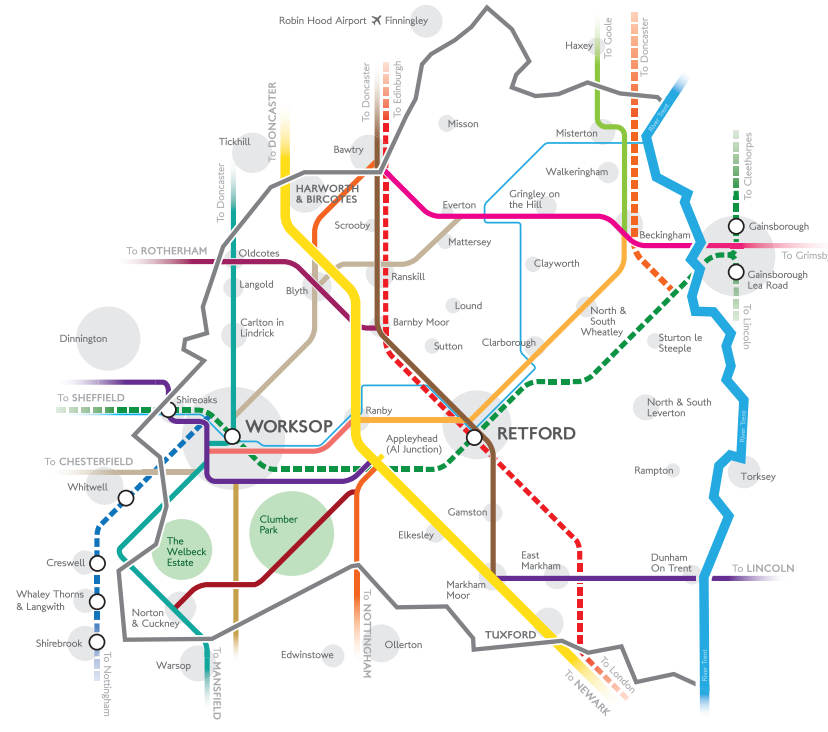 Robin Hood Airport Finningley
Haxey
To Goole
To Doncaster
To Doncaster
To Edinburgh
To DONCASTER
River Trent
Misson
Misterton
Tickhill
Bawtry
To Cleethorpes
Walkeringham
To Doncaster
HARWORTH
& BIRCOTES
Gringley on
the Hill
Everton
Scrooby
Gainsborough
Beckingham
Mattersey
To ROTHERHAM
Oldcotes
To Grimsb
Clayworth
Ranskill
Gainsborough
Lea Road
Langold
Blyth
Lound
North &
South
Wheatley
To Lincoln
Carlton in
Lindrick
Barnby Moor
Dinnington
Sutton
Clarborough
Sturton le
Steeple
To SHEFFIELD
Shireoaks
Ranby
North & South
Leverton
WORKSOP
RETFORD
River Trent
Appleyhead
(A1 Junction)
To CHESTERFIELD
Rampton
Torksey
Whitwell
Clumber
Park
Gamston
Elkesley
The
Welbeck
Estate
East
Markham
Dunham
On Trent
To LINCOLN
Creswell
Markham
Moor
Whaley Thorns
& Langwith
Norton
& Cuckney
To NOTTINGHAM
TUXFORD
Shirebrook
Ollerton
Edwinstowe
Warsop
To Nottingham
To MANSFIELD
To London
To NEWARK
River Trent